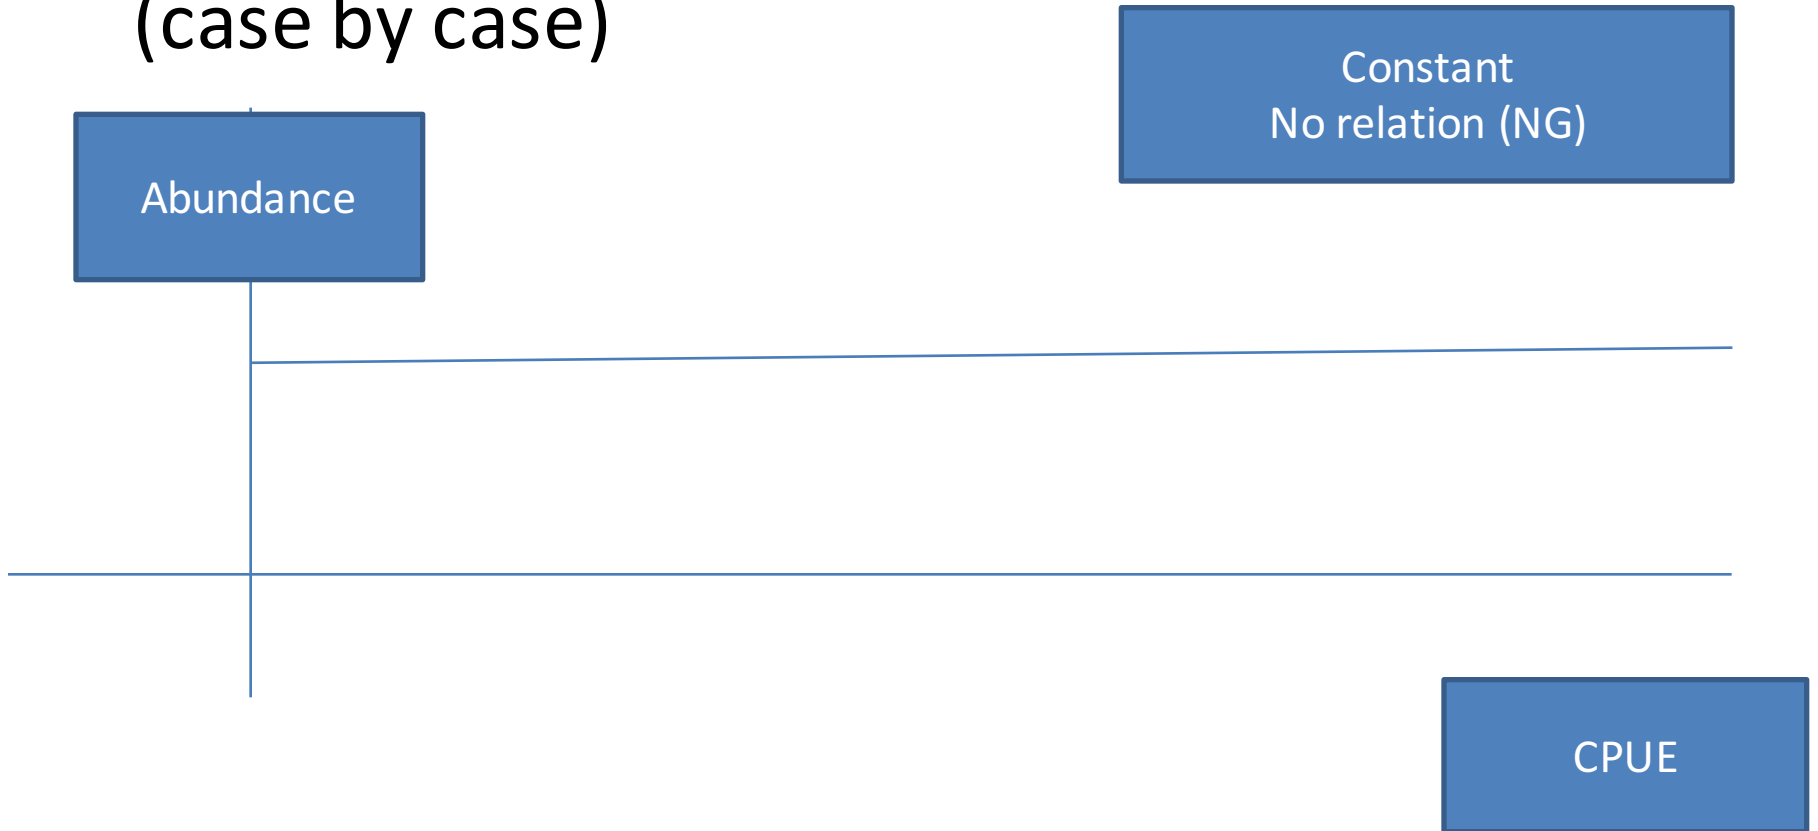 (case by case)
Constant
No relation (NG)
Abundance
CPUE